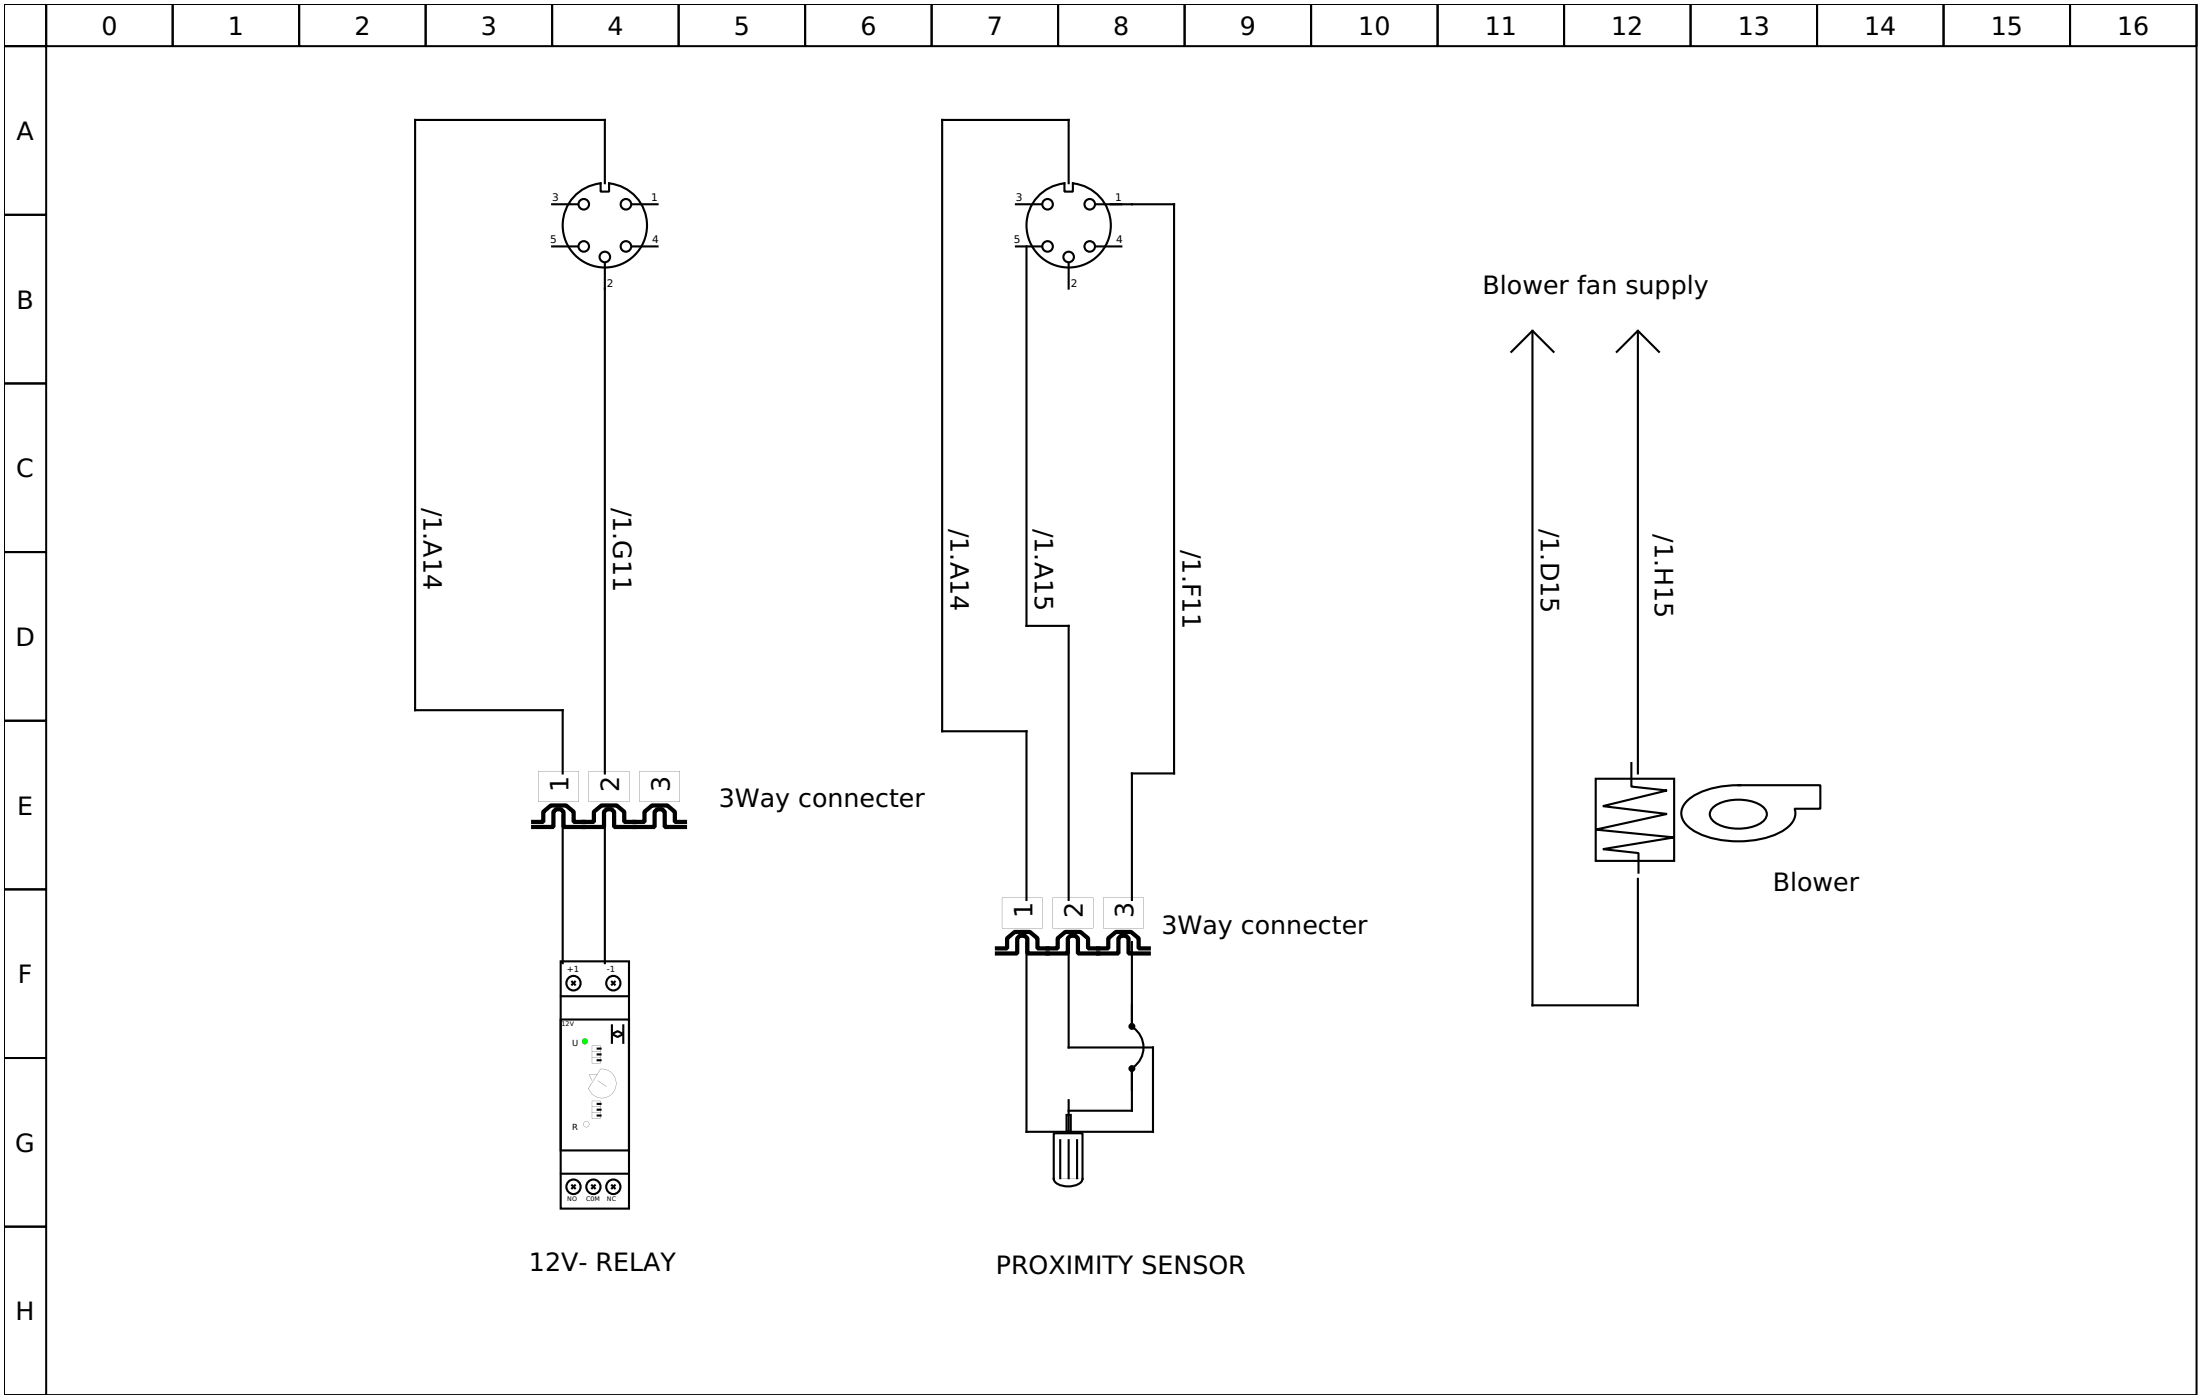 0 1 2 3 4 5 6 7 8 9 10 11 12 13 14 15 16
A
3 1 3 1
5 4 5 4
2 2
B
Blower fan supply
C
/1.A14 /1.G11 /1.A14 /1.A15 /1.F11 /1.D15 /1.H15
D
1 2 3
3Way connecter
E
Blower
1 2 3
3Way connecter
F
+1 -1
12V
U
G
R
NO COM NC
12V- RELAY
PROXIMITY SENSOR
H